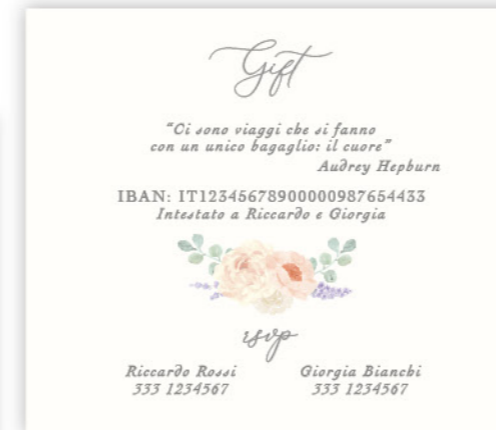 Gift
“Ci sono viaggi che si fanno
con un unico bagaglio: il cuore”
Audrey Hepburn
IBAN: IT12345678900000987654433
Intestato a Riccardo e Giorgia
rsvp
Riccardo Rossi Giorgia Bianchi
333 1234567 333 1234567